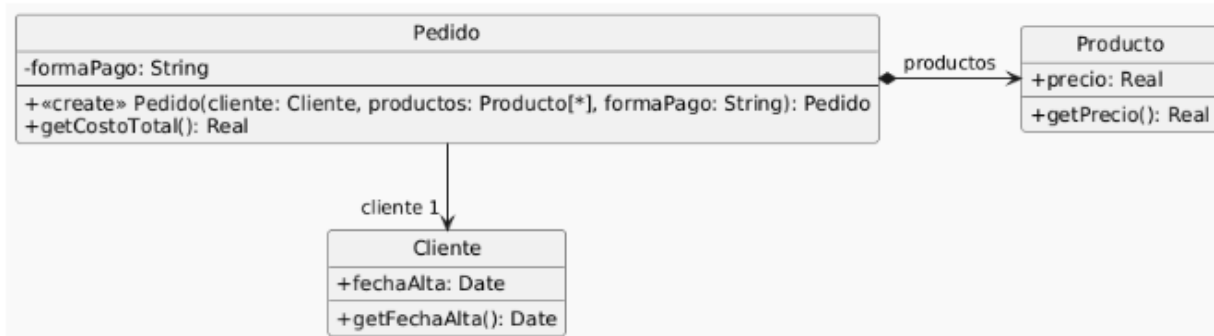 Pedido
-formaPago: String
+«create» Pedido(cliente: Cliente, productos: Producto[*], formaPago: String): Pedido
+getCostoTotal(): Real
productos
Producto
+precio: Real
+getPrecio(): Real
cliente 1
Cliente
+fechaAlta: Date
+getFechaAlta(): Date